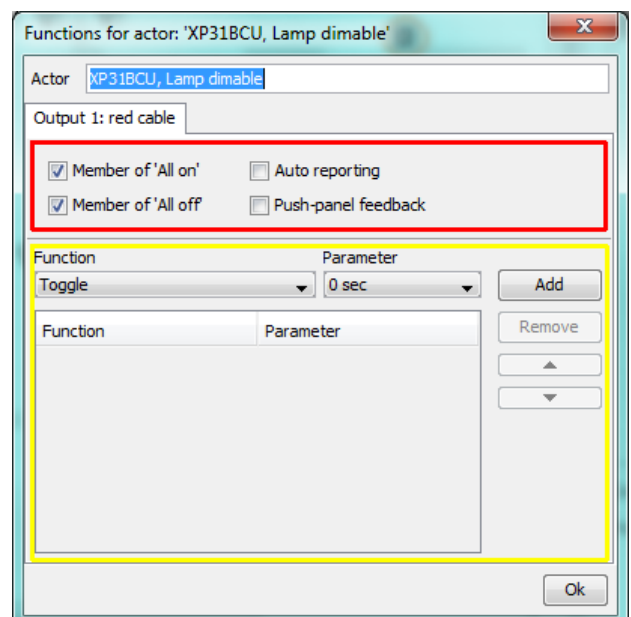 Functions for actor: 'XP31BCU, Lamp dimable'
Actor XP31BCU, Lamp dimable
Output 1: red cable
Member of 'All on' Auto reporting
Member of 'All off' Push-panel feedback
Function Parameter
Toggle 0 sec Add
Function Parameter Remove
Ok